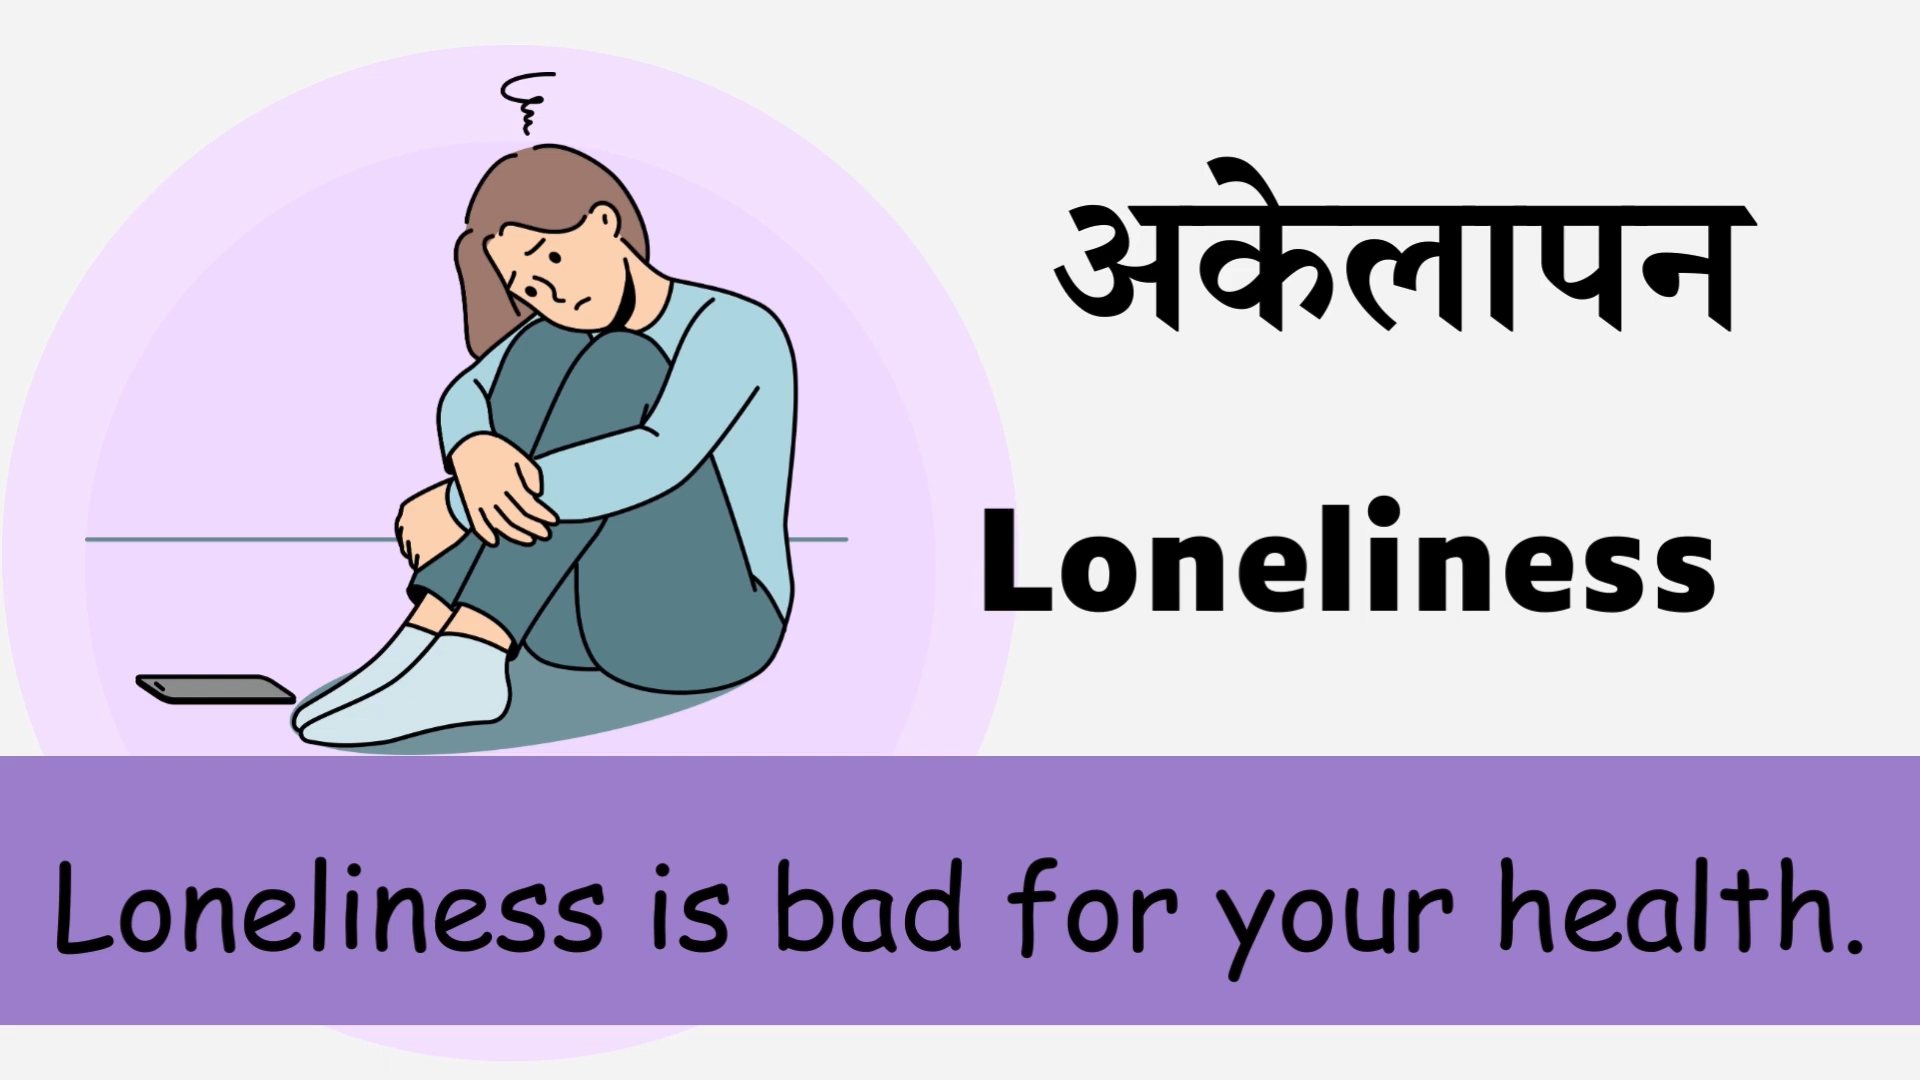 अकेलापन
Loneliness
Loneliness is bad for your health.